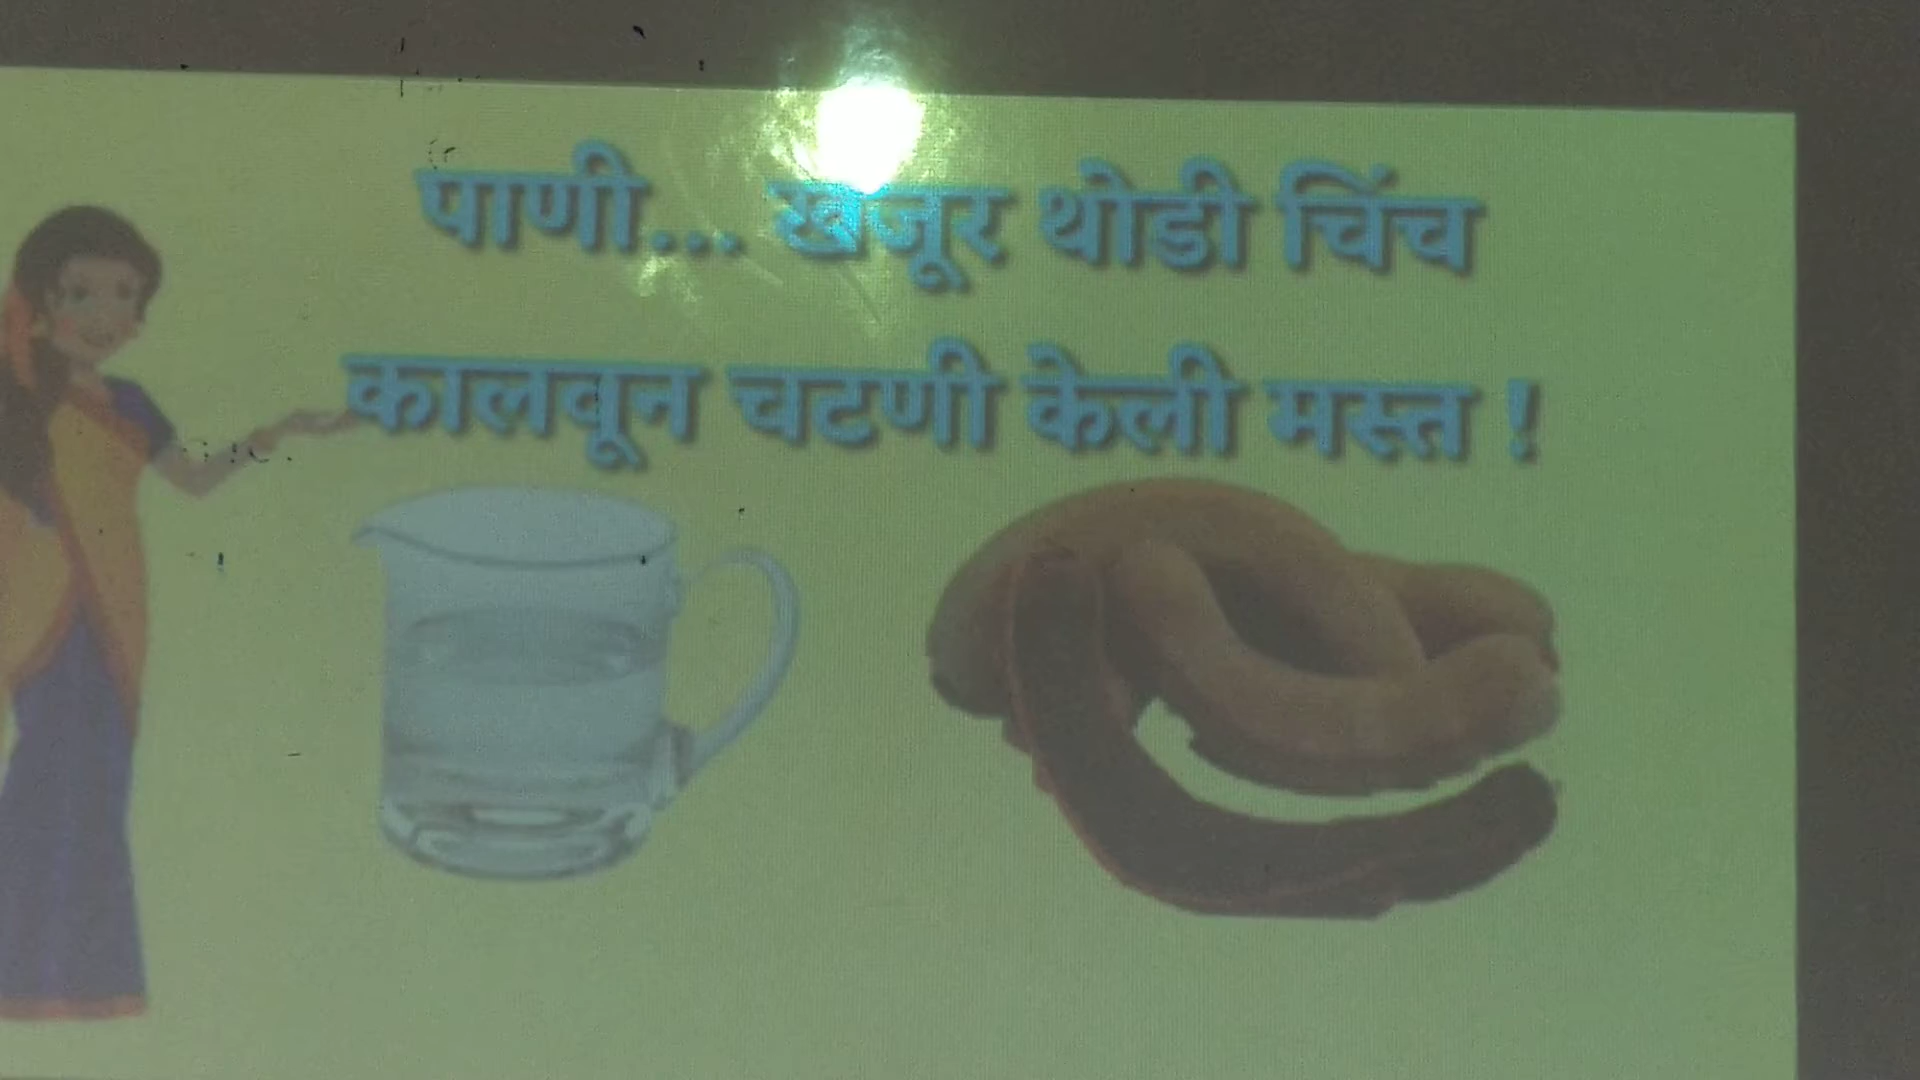 पाणी... खजूर थोडी चिंच
कालवून चटणी केली मस्त !